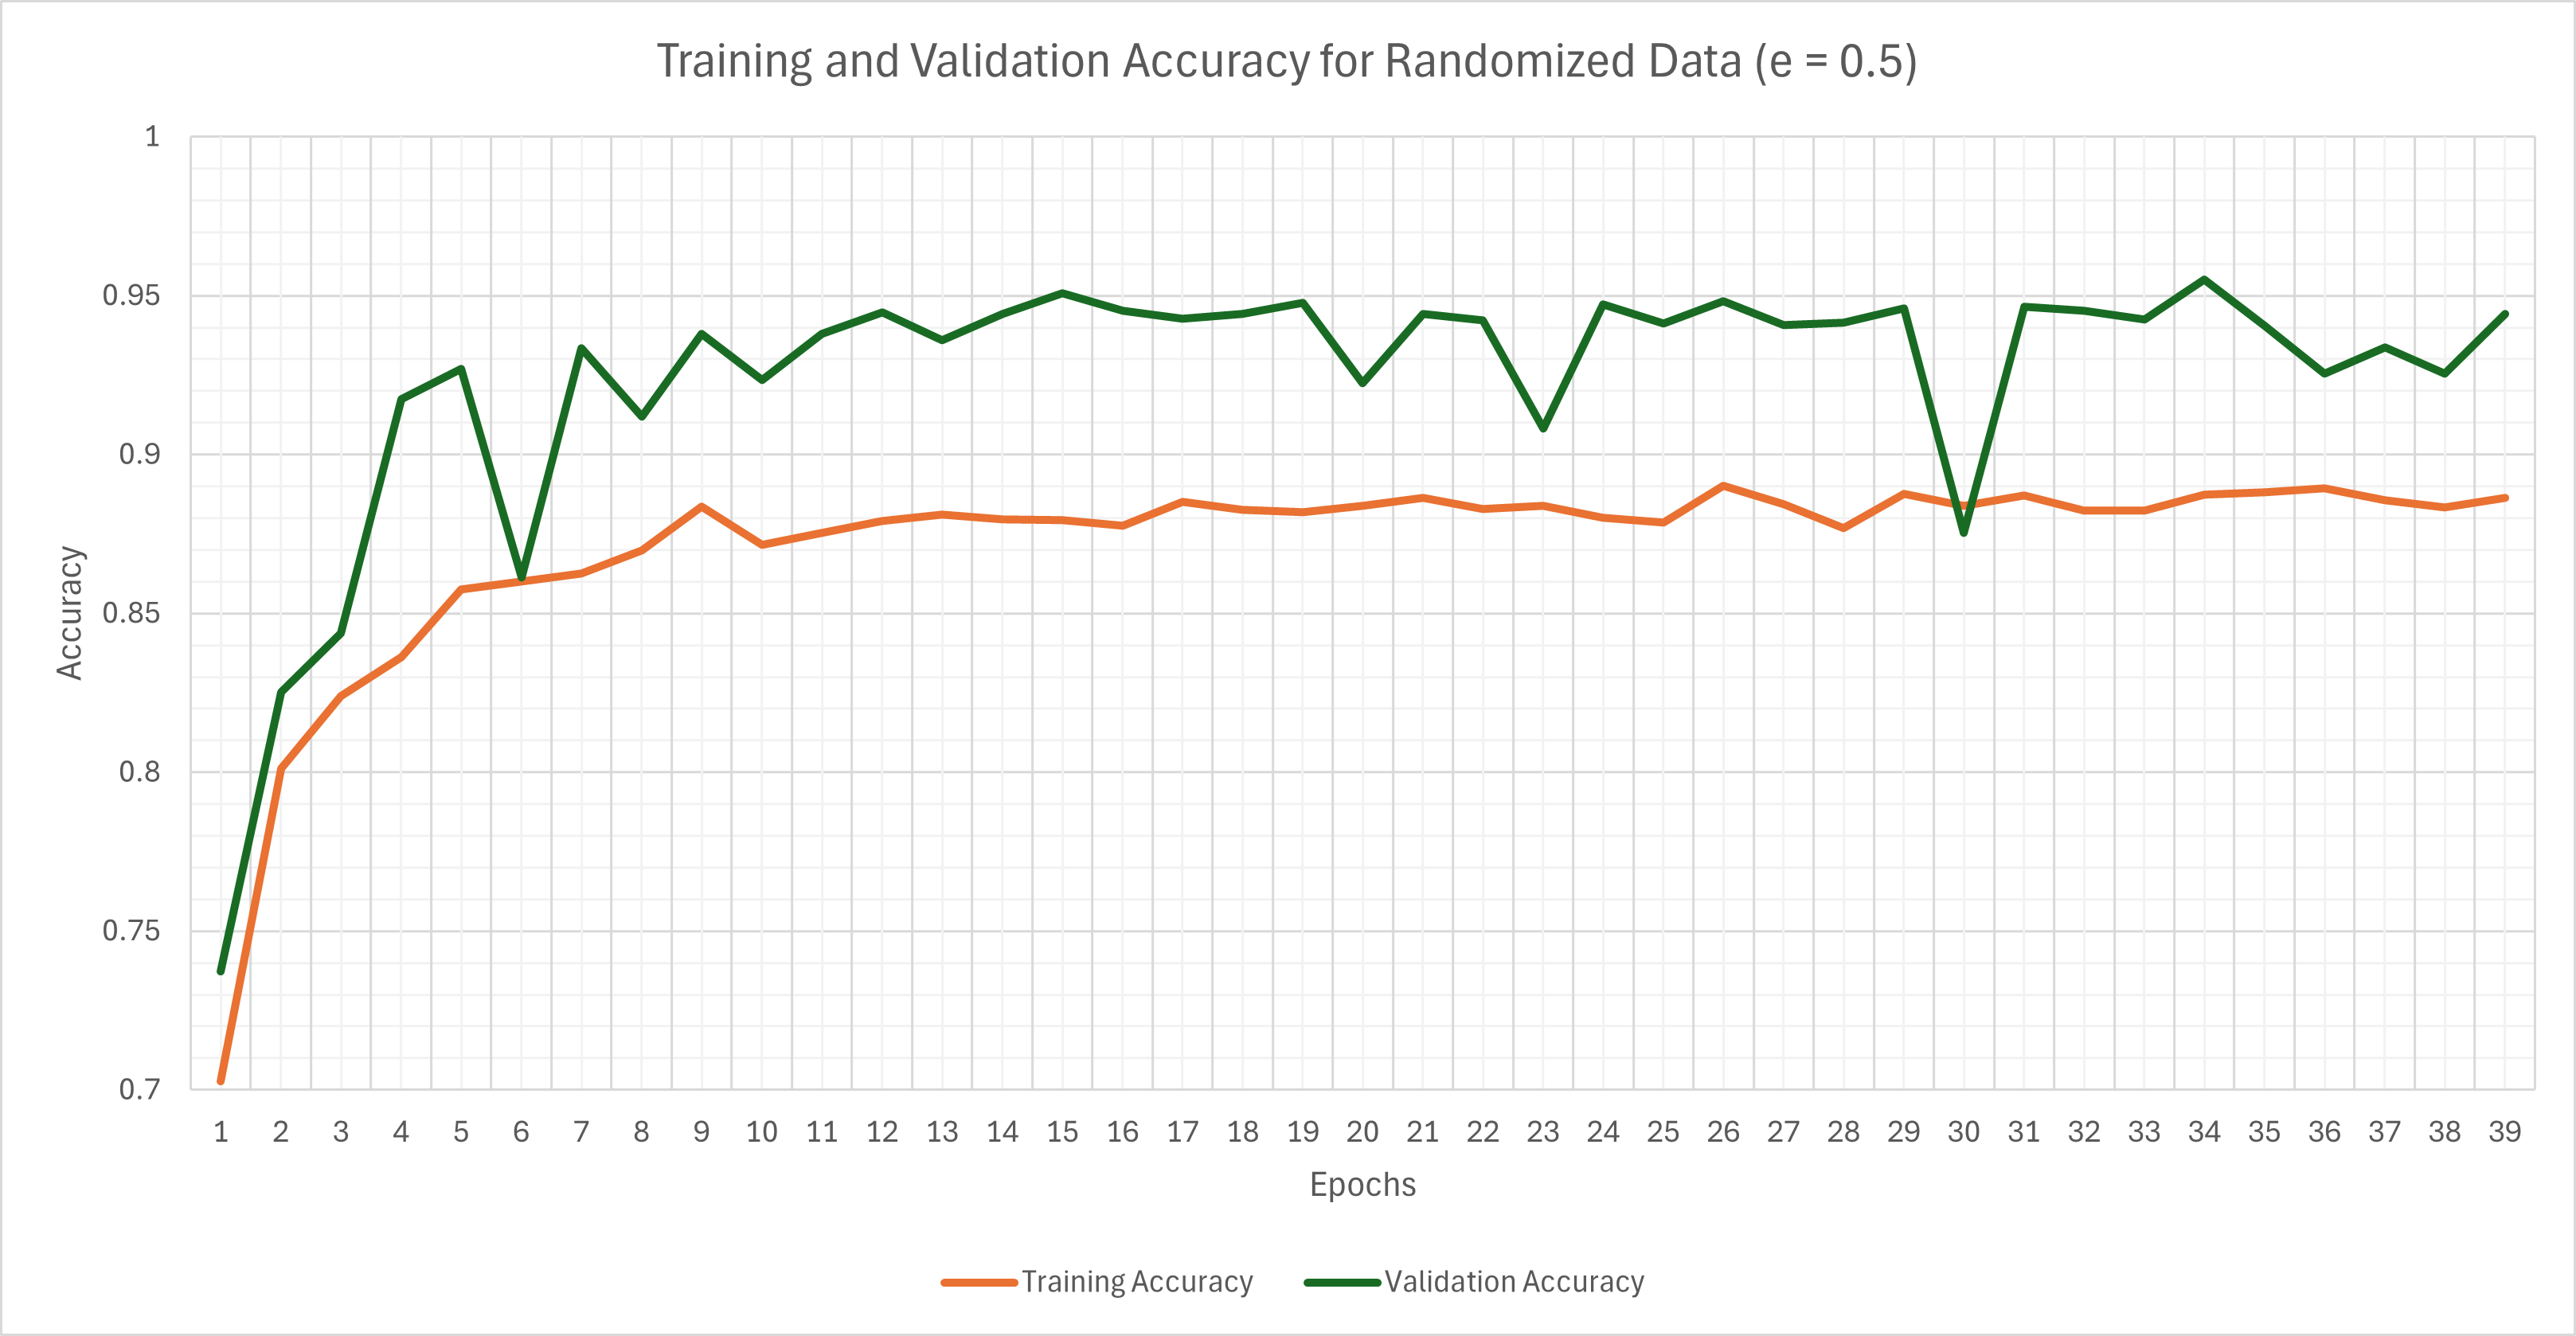 Training and Validation Accuracy for Randomized Data (e = 0.5)
1
0.95
0.9
0.85
0.8
0.75
0.7
Accuracy
1 2 3 4 5 6 7 8 9 10 11 12 13 14 15 16 17 18 19 20 21 22 23 24 25 26 27 28 29 30 31 32 33 34 35 36 37 38 39
Epochs
Training Accuracy Validation Accuracy